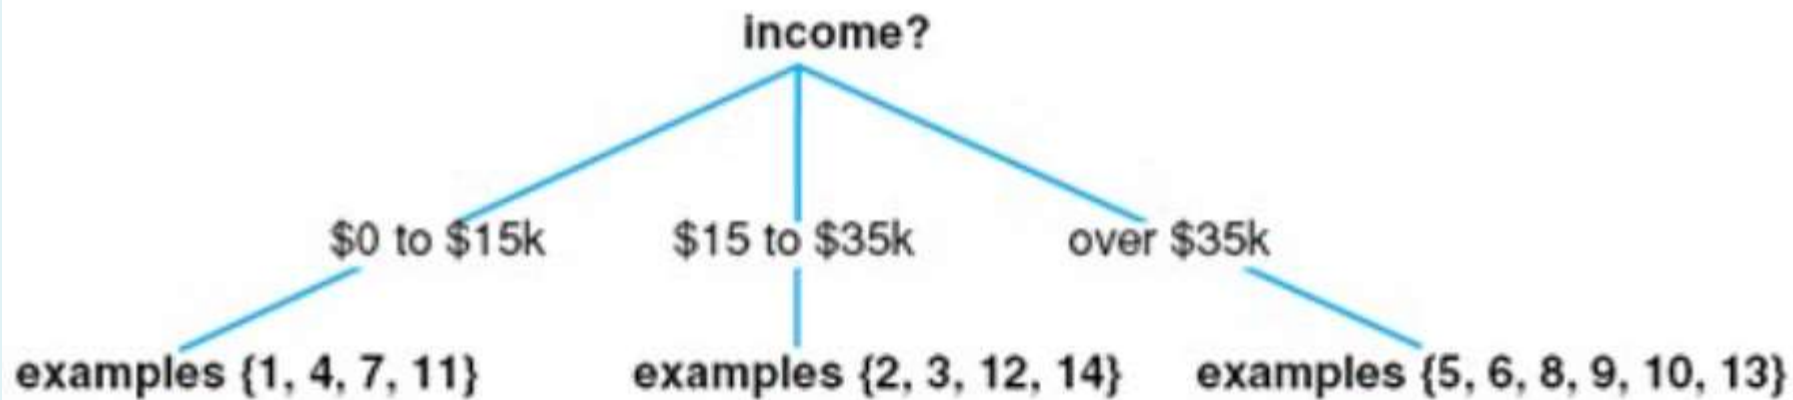 income?
$0 to $15k $15 to $35k over $35k
examples {1, 4, 7, 11} examples {2, 3, 12, 14} examples {5, 6, 8, 9, 10, 13}